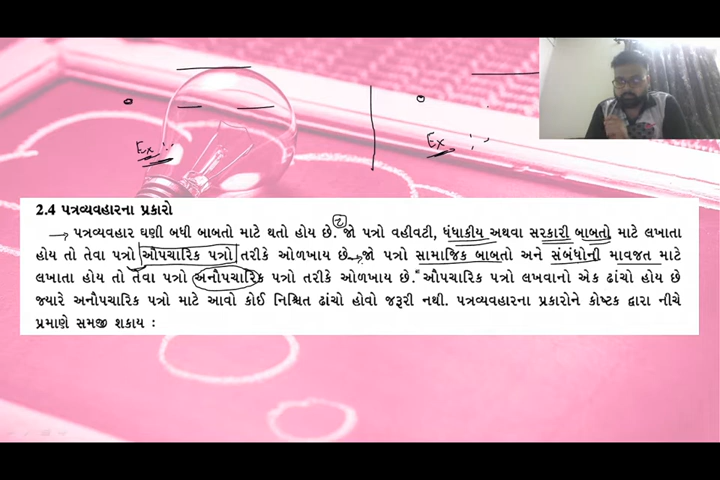 Ex :-
Ex :-
2.4 પત્રવ્યવહારના પ્રકારો
2
→ પત્રવ્યવહાર ઘણી બધી બાબતો માટે થતો હોય છે. જો પત્રો વહીવટી, ધંધાકીય અથવા સરકારી બાબતો માટે લખાતા
હોય તો તેવા પત્રો ઔપચારિક પત્રો તરીકે ઓળખાય છે. જો પત્રો સામાજિક બાબતો અને સંબંધોની માવજત માટે
લખાતા હોય તો તેવા પત્રો અનૌપચારિક પત્રો તરીકે ઓળખાય છે. ઔપચારિક પત્રો લખવાનો એક ઢાંચો હોય છે
જ્યારે અનૌપચારિક પત્રો માટે આવો કોઈ નિશ્ચિત ઢાંચો હોવો જરૂરી નથી. પત્રવ્યવહારના પ્રકારોને કોષ્ટક દ્વારા નીચે
પ્રમાણે સમજી શકાય :